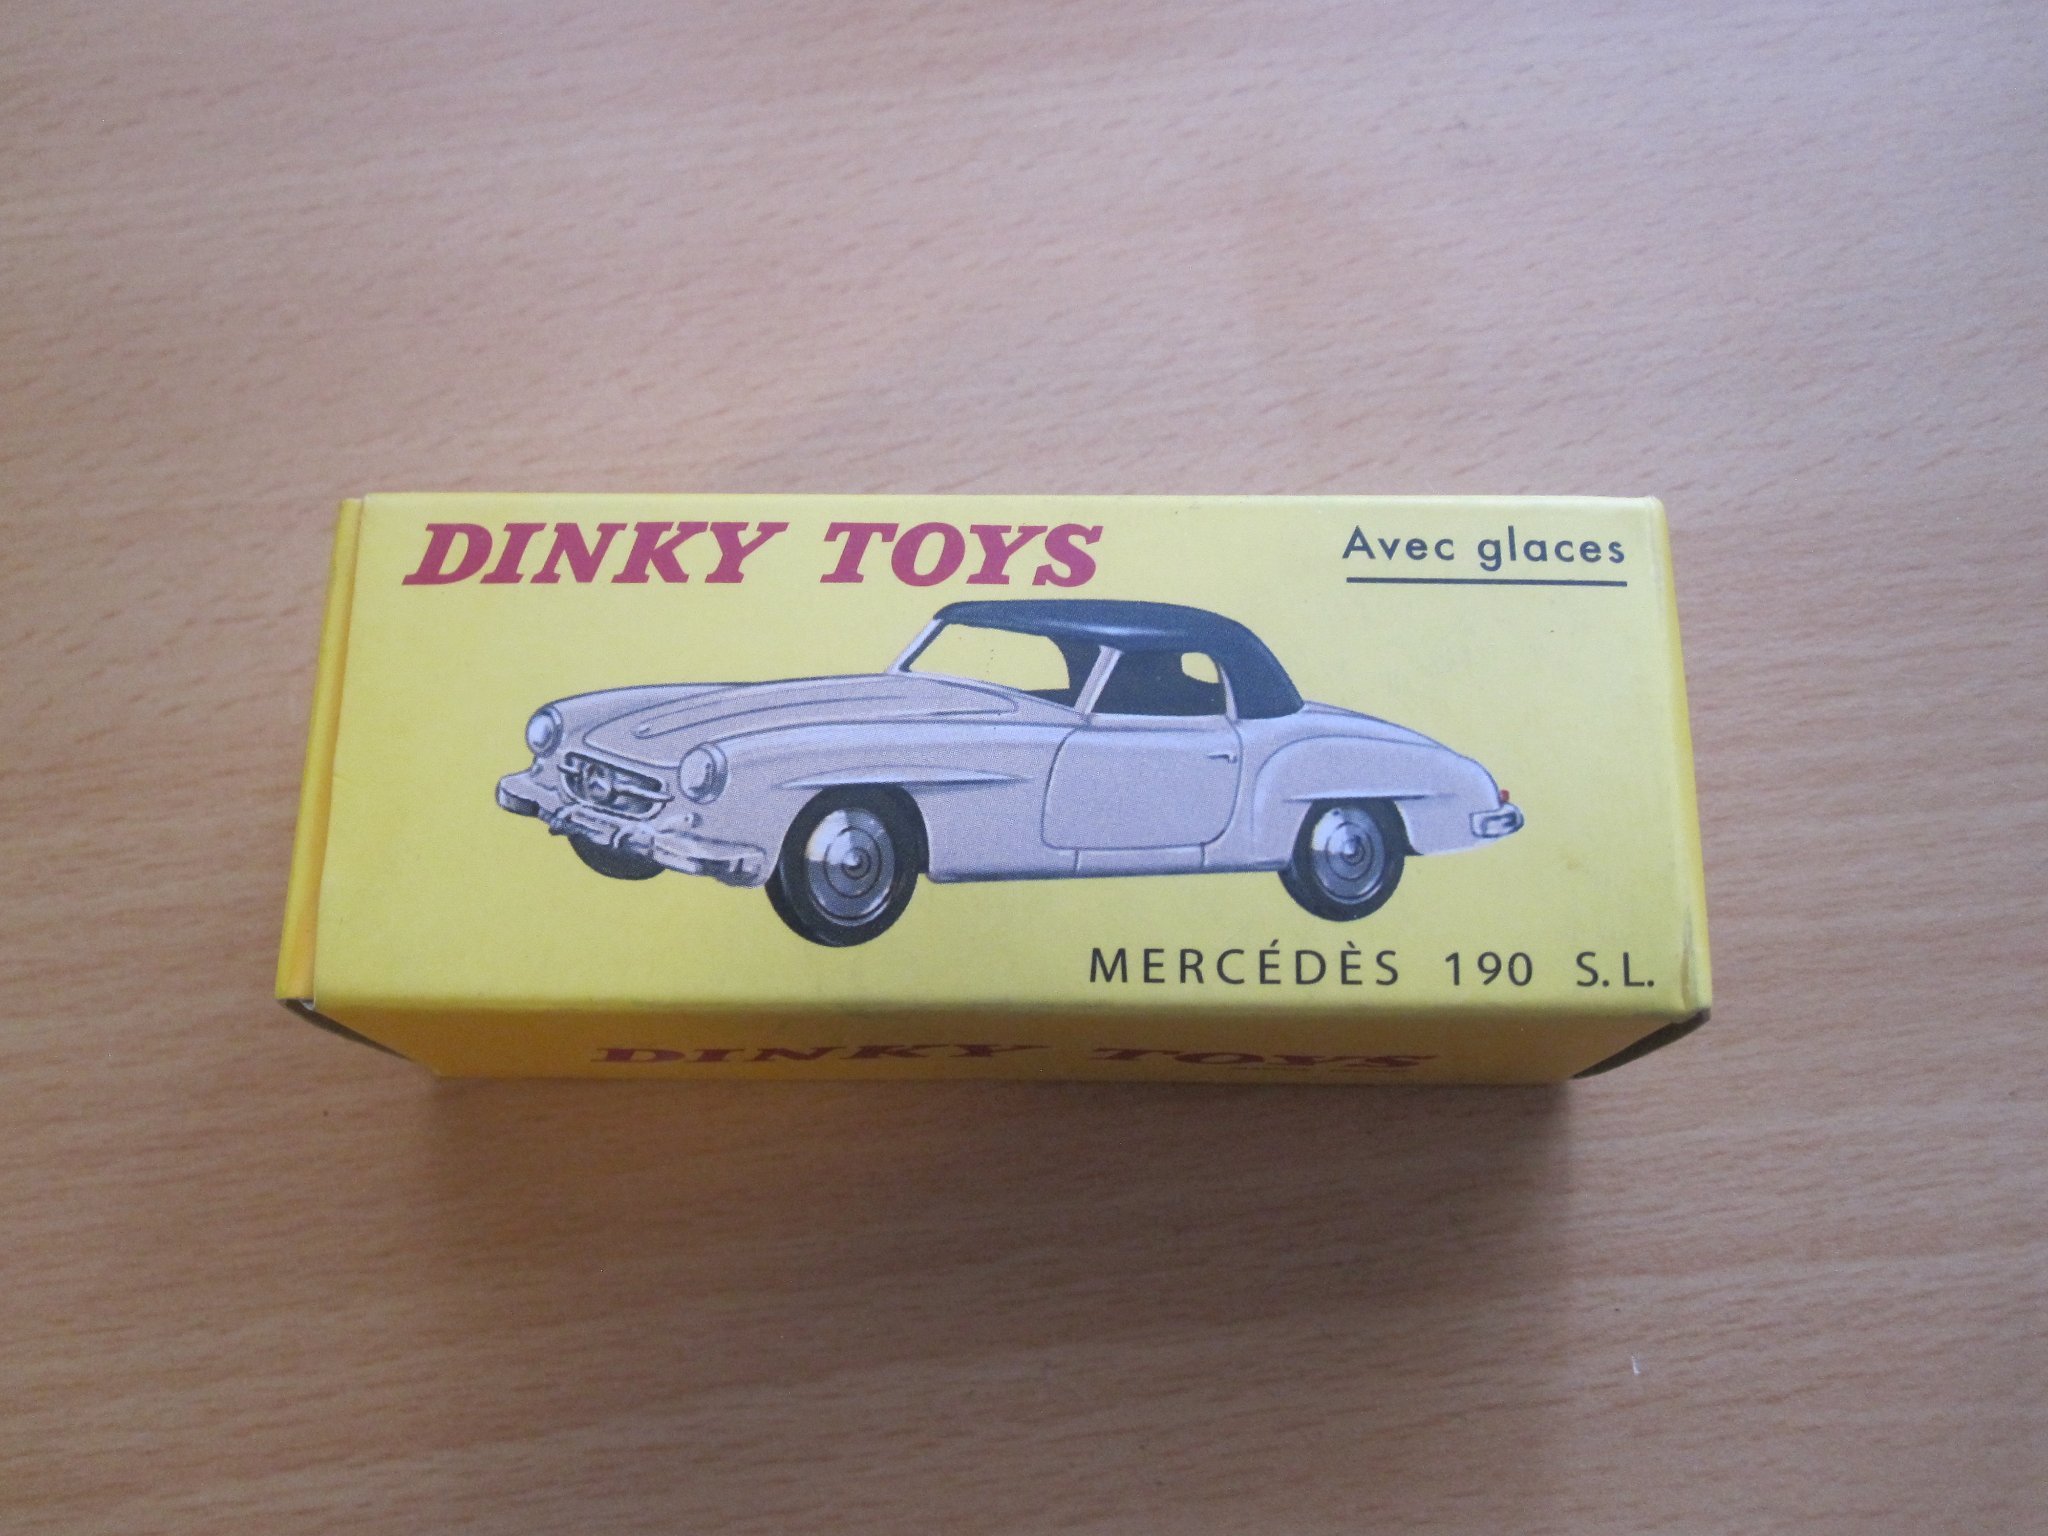 DINKY TOYS
Avec glaces
MERCÉDÈS 190 S.L.
DINKY TOYS